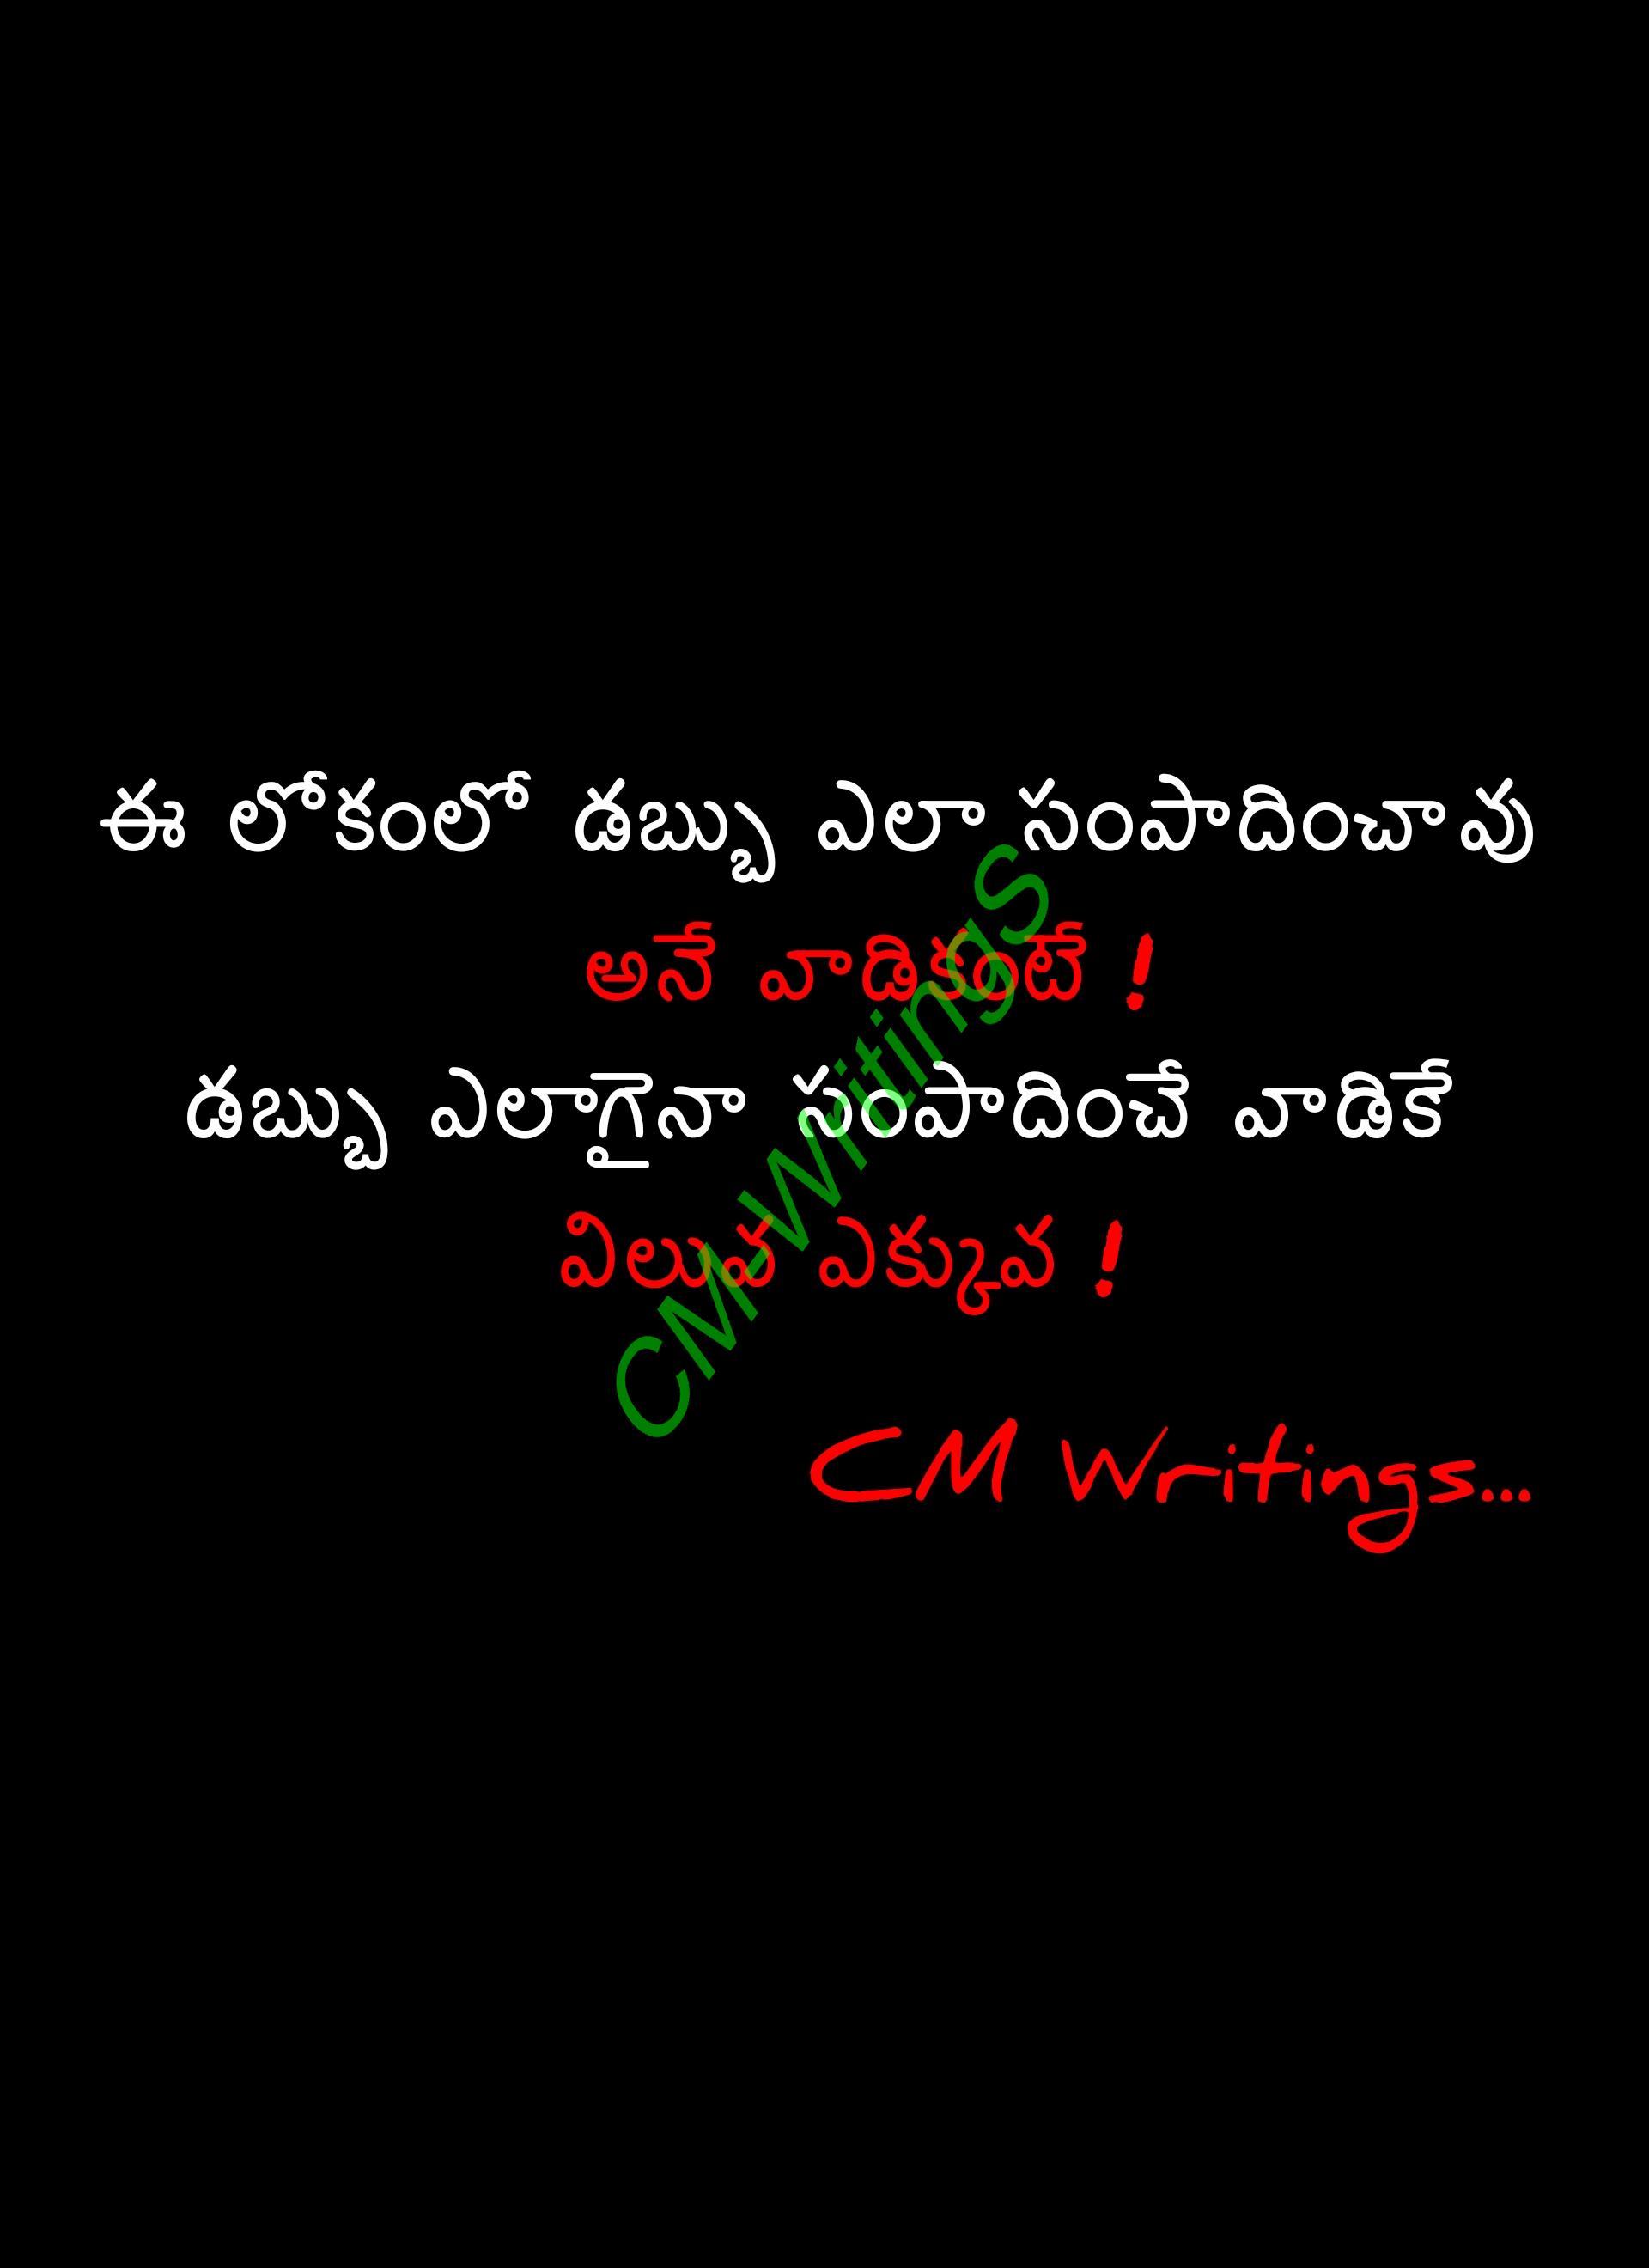 ఈ లోకంలో డబ్బు ఎలా సంపాదించావు
అనే వాడికంటే !
డబ్బు ఎలాగైనా సంపాదించే వాడికే
విలువ ఎక్కువ !
CM Writings...
CM Writings